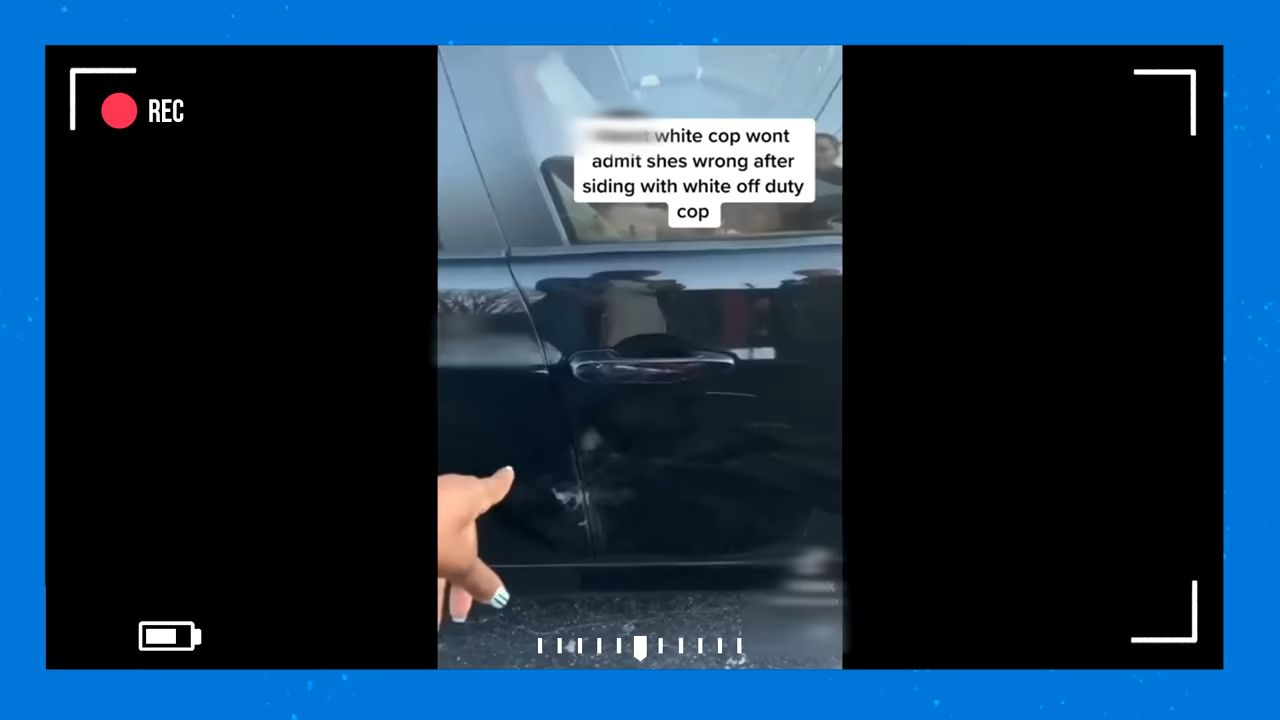 REC
white cop wont
admit shes wrong after
siding with white off duty
cop